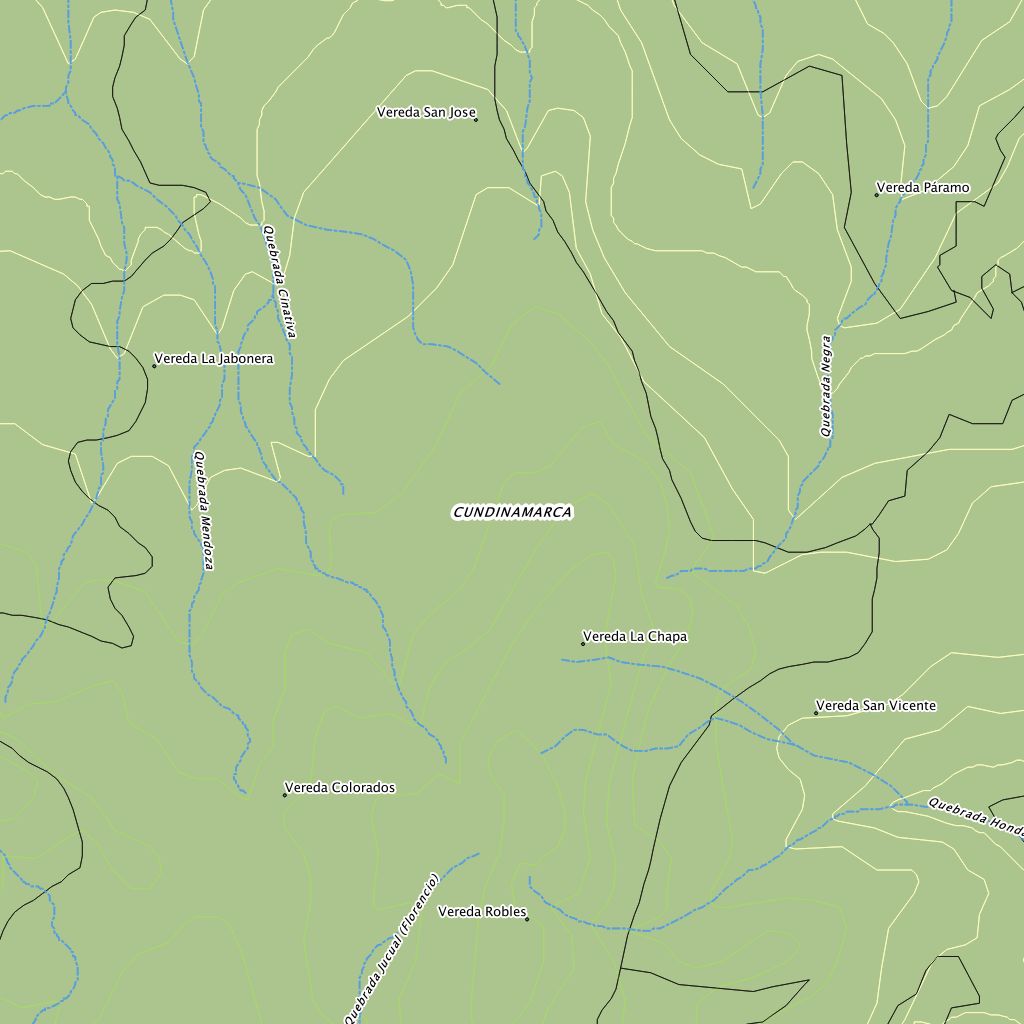 Vereda San Jose
Vereda Páramo
Quebrada Cinativa
Vereda La Jabonera
Quebrada Negra
Quebrada Mendoza
CUNDINAMARCA
Vereda La Chapa
Vereda San Vicente
Vereda Colorados
Quebrada Honda
Vereda Robles
Quebrada Jucual (Florencio)